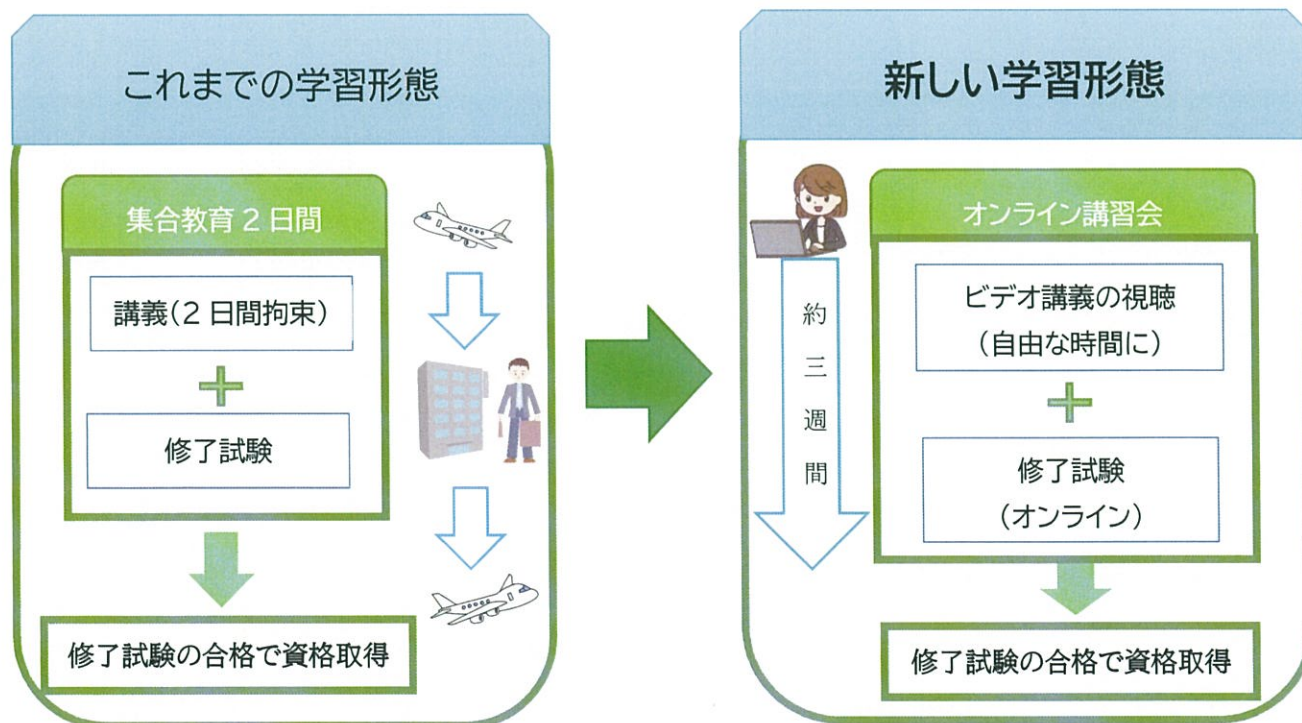 これまでの学習形態
集合教育2日間
講義(2日間拘束)
修了試験
修了試験の合格で資格取得
新しい学習形態
約三週間
オンライン講習会
ビデオ講義の視聴
(自由な時間に)
修了試験
(オンライン)
修了試験の合格で資格取得